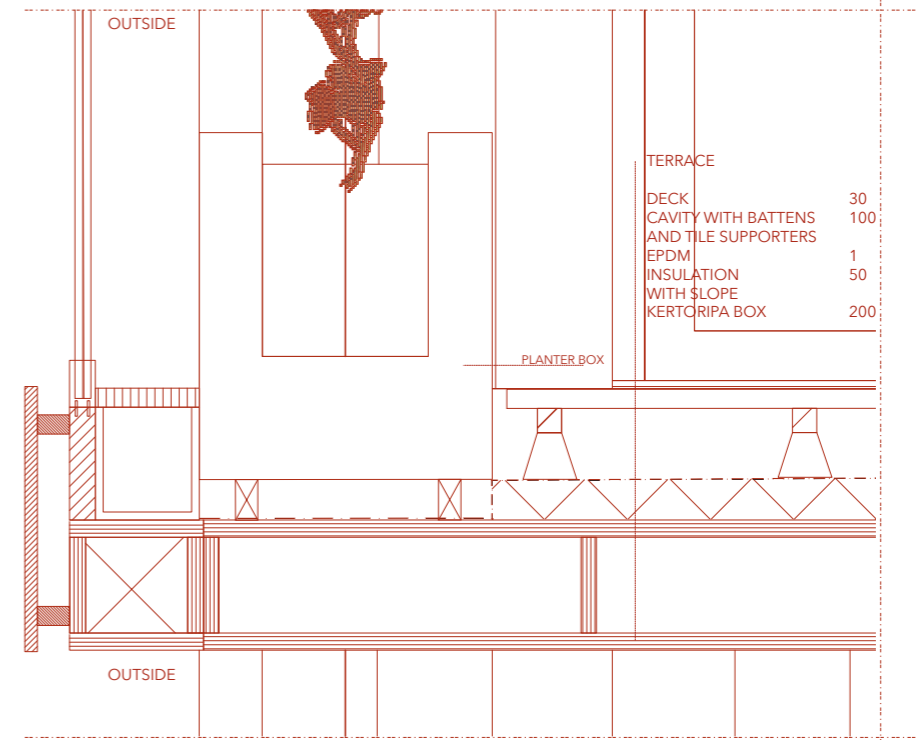 OUTSIDE
TERRACE
DECK 30
CAVITY WITH BATTENS 100
AND TILE SUPPORTERS
EPDM 1
INSULATION 50
WITH SLOPE
KERTORIPA BOX 200
PLANTER BOX
OUTSIDE